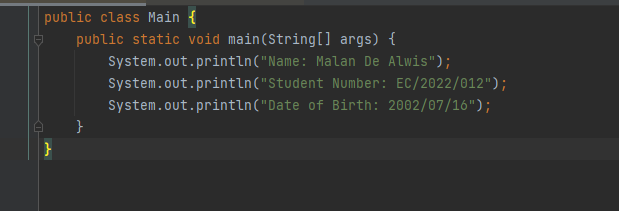 public class Main {
    public static void main(String[] args) {
        System.out.println("Name: Malan De Alwis");
        System.out.println("Student Number: EC/2022/012");
        System.out.println("Date of Birth: 2002/07/16");
    }
}